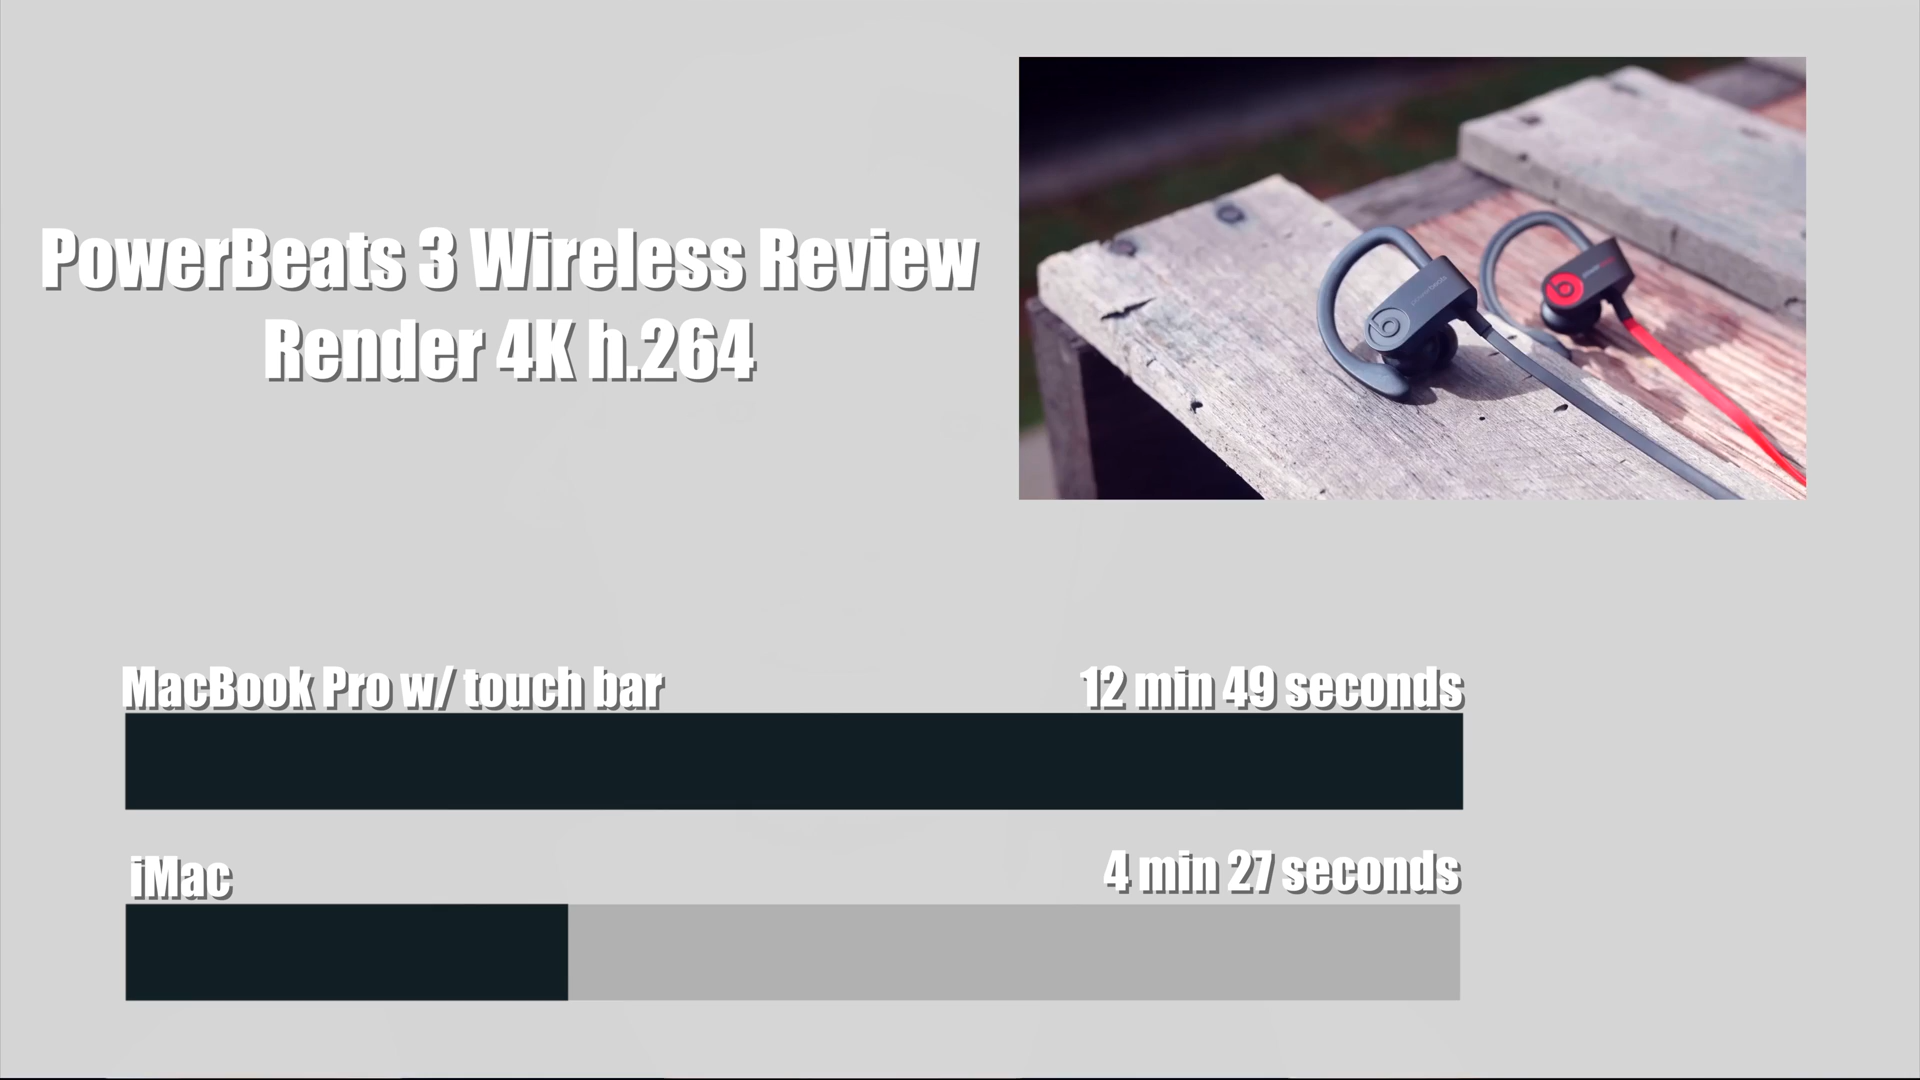 PowerBeats 3 Wireless Review
Render 4K h.264
MacBook Pro w/ touch bar
12 min 49 seconds
iMac
4 min 27 seconds